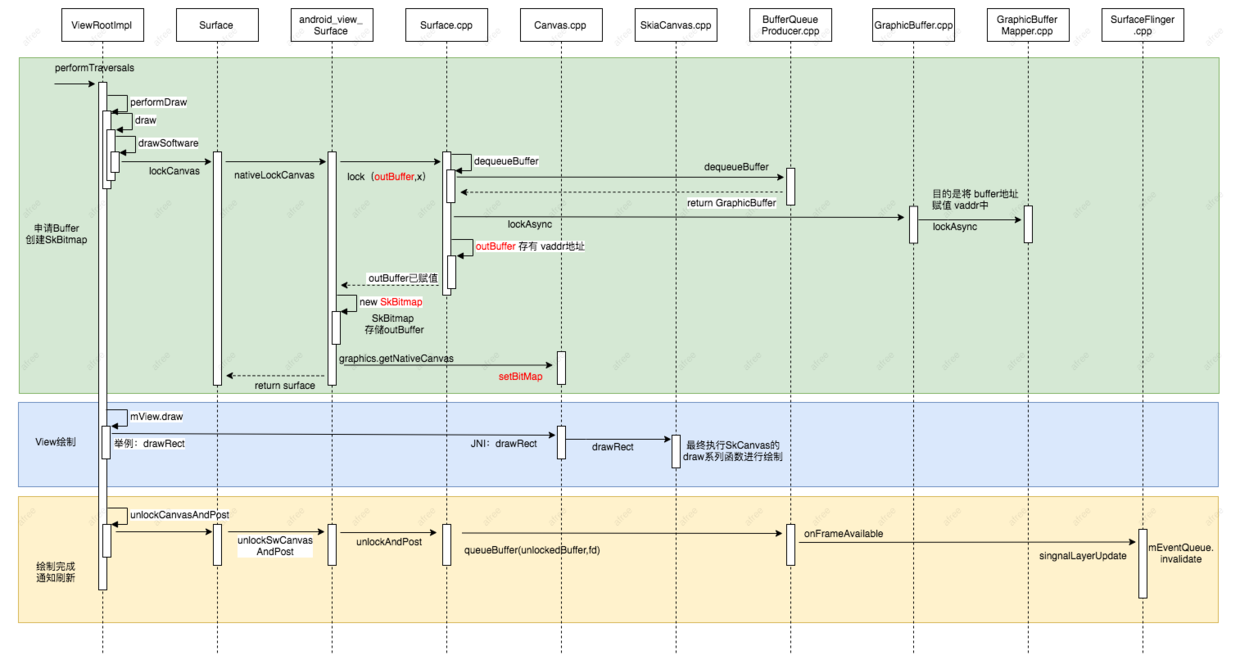 ViewRootImpl
Surface
android_view_
Surface
Surface.cpp
Canvas.cpp
SkiaCanvas.cpp
BufferQueue
Producer.cpp
GraphicBuffer.cpp
GraphicBuffer
Mapper.cpp
SurfaceFlinger
.cpp
performTraversals
performDraw
draw
drawSoftware
lockCanvas
nativeLockCanvas
lock（outBuffer,x）
dequeueBuffer
dequeueBuffer
return GraphicBuffer
lockAsync
目的是将 buffer地址
赋值 vaddr中
lockAsync
申请Buffer
创建SkBitmap
outBuffer 存有 vaddr地址
outBuffer已赋值
new SkBitmap
SkBitmap
存储outBuffer
graphics.getNativeCanvas
setBitMap
return surface
View绘制
mView.draw
举例：drawRect
JNI：drawRect
drawRect
最终执行SkCanvas的
draw系列函数进行绘制
绘制完成
通知刷新
unlockCanvasAndPost
unlockSwCanvas
AndPost
unlockAndPost
queueBuffer(unlockedBuffer,fd)
onFrameAvailable
singnalLayerUpdate
mEventQueue.
invalidate
afree